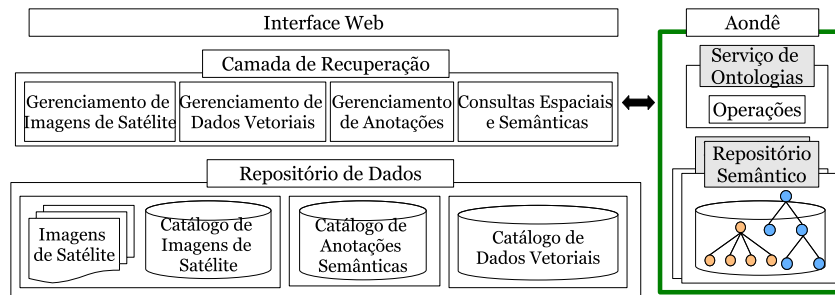 Interface Web
Camada de Recuperação
Gerenciamento de
Imagens de Satélite
Gerenciamento de
Dados Vetoriais
Gerenciamento
de Anotações
Consultas Espaciais
e Semânticas
Repositório de Dados
Imagens
de Satélite
Catálogo de
Imagens de
Satélite
Catálogo de
Anotações
Semânticas
Catálogo de
Dados Vetoriais
Aondê
Serviço de
Ontologias
Operações
Repositório
Semântico